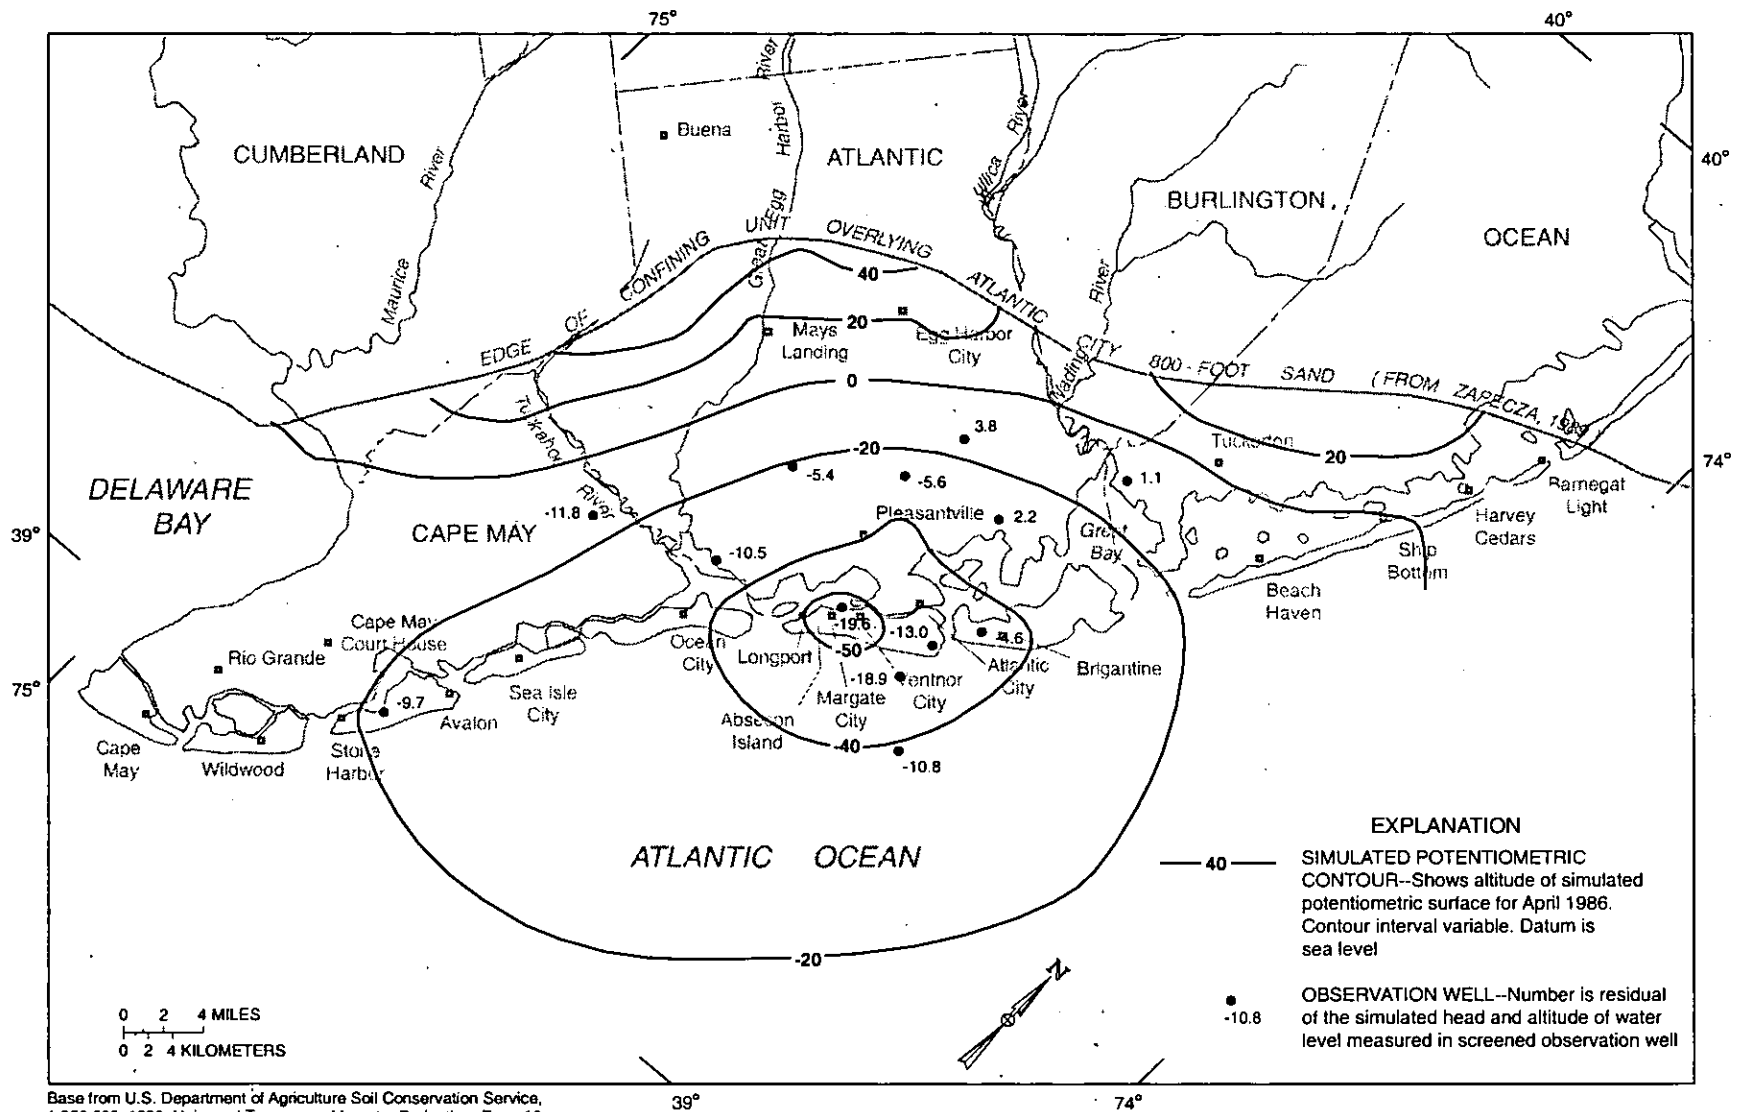 75°
40°
Buena
CUMBERLAND
River
River
Harbor
Egg
Great
ATLANTIC
River
Mullica
40°
BURLINGTON
OCEAN
EDGE OF CONFINING UNIT OVERLYING ATLANTIC CITY 800-FOOT SAND (FROM ZAPECZA, 1989)
40
Maurice
River
20
Mays
Landing
Egg Harbor
City
Wading
0
Tuckahoe
River
3.8
Tuckerton
20
74°
-20
-5.4
-5.6
1.1
DELAWARE
BAY
Barnegat
Light
-11.8
Pleasantville
2.2
Great
Bay
Harvey
Cedars
39°
CAPE MAY
-10.5
Ship
Bottom
Beach
Haven
Cape May
Court House
Rio Grande
-19.6
-13.0
4.6
Ocean
City
Longport
-50
Atlantic
City
Brigantine
75°
-18.9
Ventnor
City
Sea Isle
City
Margate
City
-9.7
Avalon
Absecon
Island
Cape
May
Wildwood
Stone
Harbor
-40
-10.8
EXPLANATION
ATLANTIC OCEAN
40
SIMULATED POTENTIOMETRIC
CONTOUR--Shows altitude of simulated
potentiometric surface for April 1986.
Contour interval variable. Datum is
sea level
-20
N
-10.8
OBSERVATION WELL--Number is residual
of the simulated head and altitude of water
level measured in screened observation well
0 2 4 MILES
0 2 4 KILOMETERS
Base from U.S. Department of Agriculture Soil Conservation Service,
39°
74°